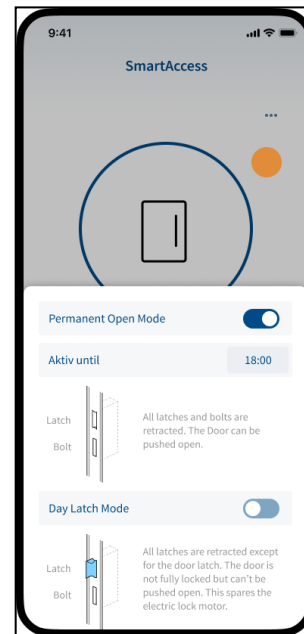 9:41
SmartAccess
Permanent Open Mode
Aktiv until
18:00
Latch
Bolt
All latches and bolts are
retracted. The Door can be
pushed open.
Day Latch Mode
Latch
Bolt
All latches are retracted except
for the door latch. The door is
not fully locked but can't be
pushed open. This spares the
electric lock motor.